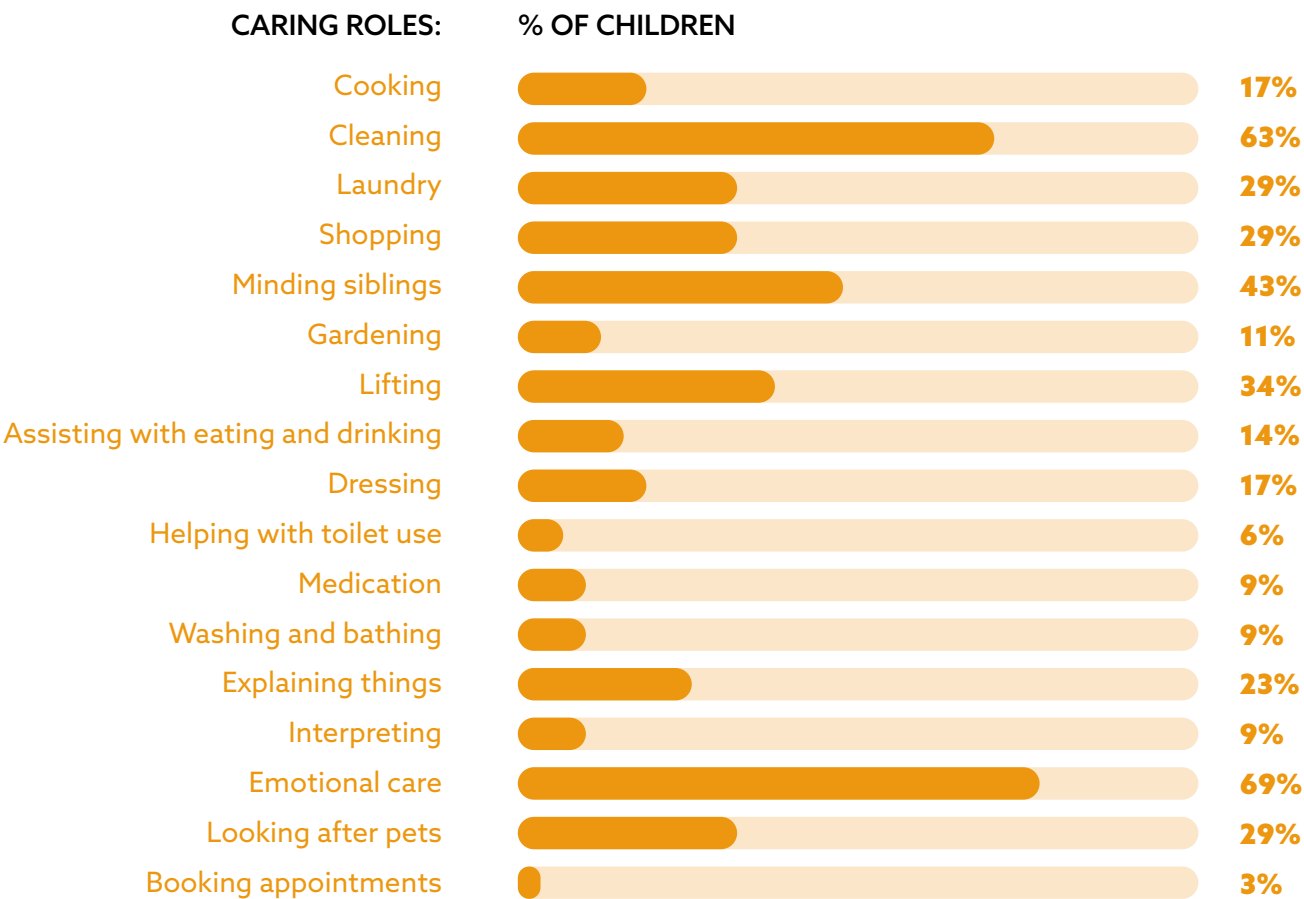 CARING ROLES: % OF CHILDREN
Cooking 17%
Cleaning 63%
Laundry 29%
Shopping 29%
Minding siblings 43%
Gardening 11%
Lifting 34%
Assisting with eating and drinking 14%
Dressing 17%
Helping with toilet use 6%
Medication 9%
Washing and bathing 9%
Explaining things 23%
Interpreting 9%
Emotional care 69%
Looking after pets 29%
Booking appointments 3%